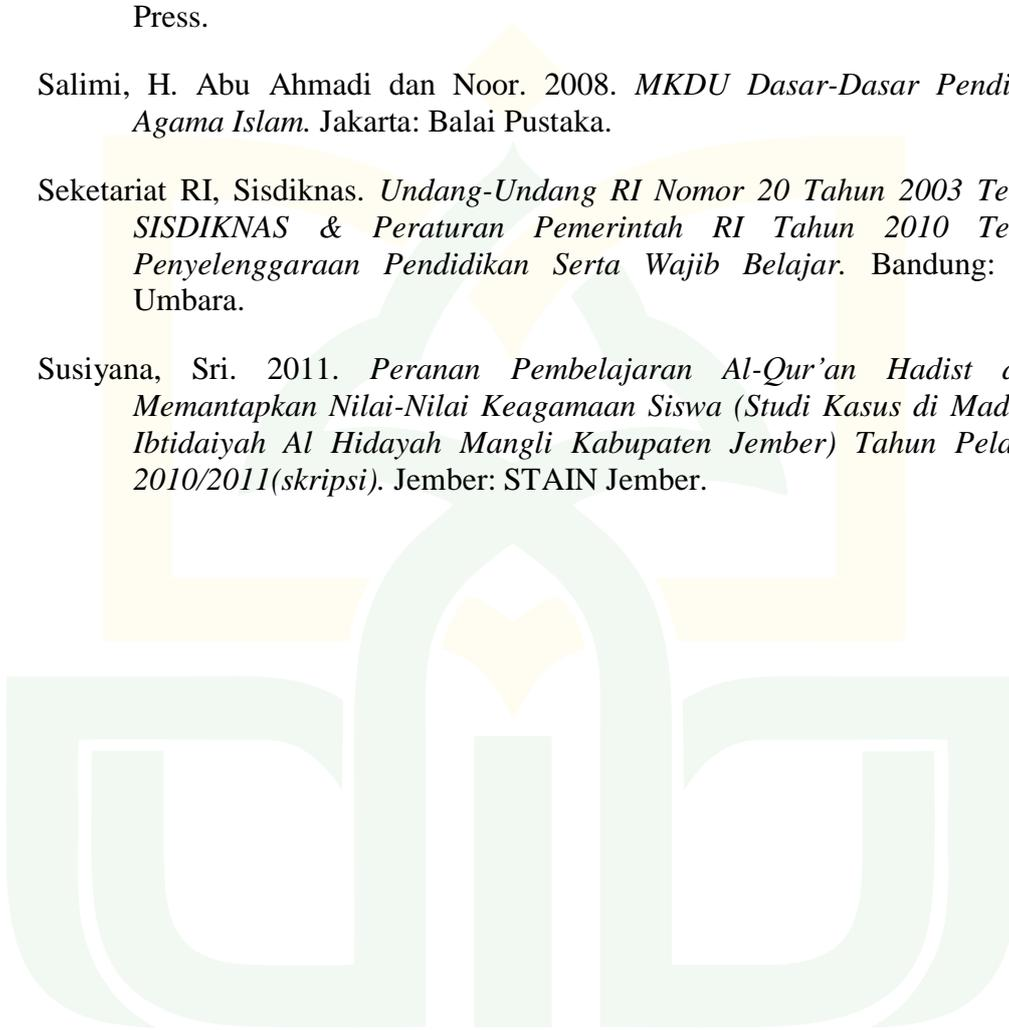 Press.
Salimi, H. Abu Ahmadi dan Noor. 2008. MKDU Dasar-Dasar Pendi
Agama Islam. Jakarta: Balai Pustaka.
Seketariat RI, Sisdiknas. Undang-Undang RI Nomor 20 Tahun 2003 Te
SISDIKNAS & Peraturan Pemerintah RI Tahun 2010 Te
Penyelenggaraan Pendidikan Serta Wajib Belajar. Bandung:
Umbara.
Susiyana, Sri. 2011. Peranan Pembelajaran Al-Qur’an Hadist
Memantapkan Nilai-Nilai Keagamaan Siswa (Studi Kasus di Mad
Ibtidaiyah Al Hidayah Mangli Kabupaten Jember) Tahun Pela
2010/2011(skripsi). Jember: STAIN Jember.